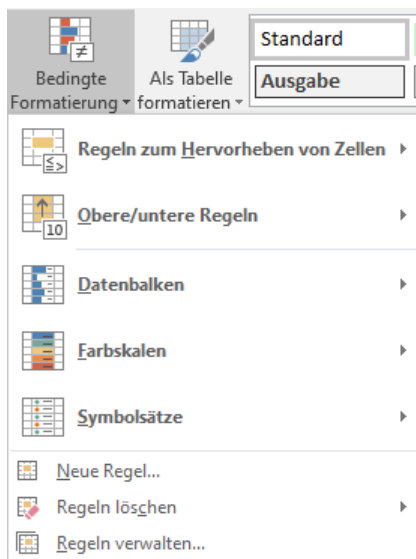 Standard
Bedingte Als Tabelle
Formatierung formatieren
Ausgabe
≠
Regeln zum Hervorheben von Zellen
≤>
Obere/untere Regeln
10
Datenbalken
Farbskalen
Symbolsätze
Neue Regel...
Regeln löschen
Regeln verwalten...